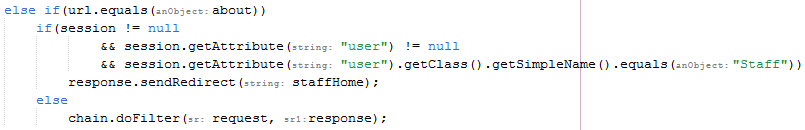 else if(url.equals(anObject: about))
if(session != null
&& session.getAttribute(string: "user") != null
&& session.getAttribute(string: "user").getClass().getSimpleName().equals(anObject: "Staff"))
response.sendRedirect(string: staffHome);
else
chain.doFilter(sr: request, sr1: response);